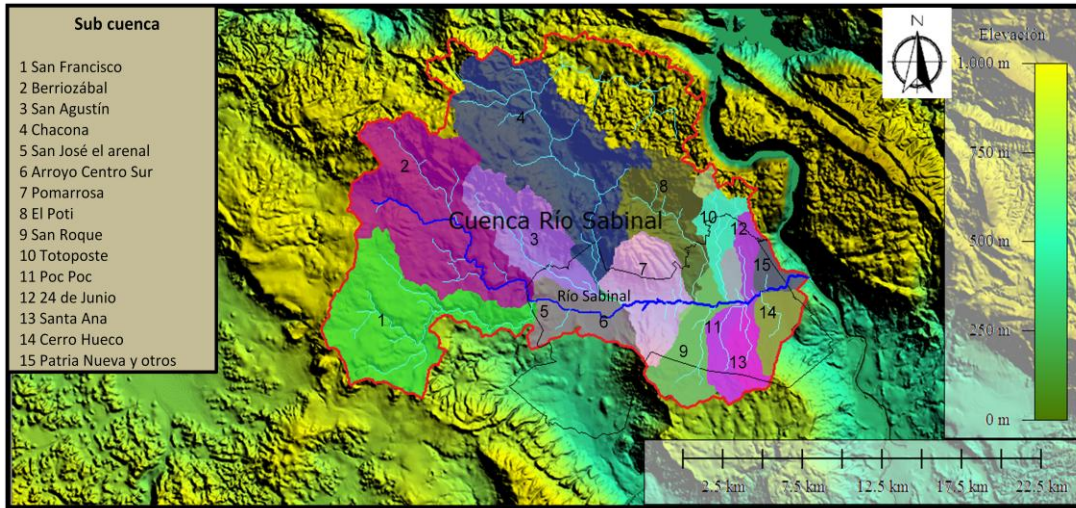 Sub cuenca
1 San Francisco
2 Berriozábal
3 San Agustín
4 Chacona
5 San José el arenal
6 Arroyo Centro Sur
7 Pomarrosa
8 El Poti
9 San Roque
10 Totoposte
11 Poc Poc
12 24 de Junio
13 Santa Ana
14 Cerro Hueco
15 Patria Nueva y otros
N
Elevación
1,000 m
750 m
500 m
250 m
0 m
4
2
8
Cuenca Río Sabinal
3
10
12
7
15
Río Sabinal
5
6
1
11
14
9
13
2.5 km
7.5 km
12.5 km
17.5 km
22.5 km